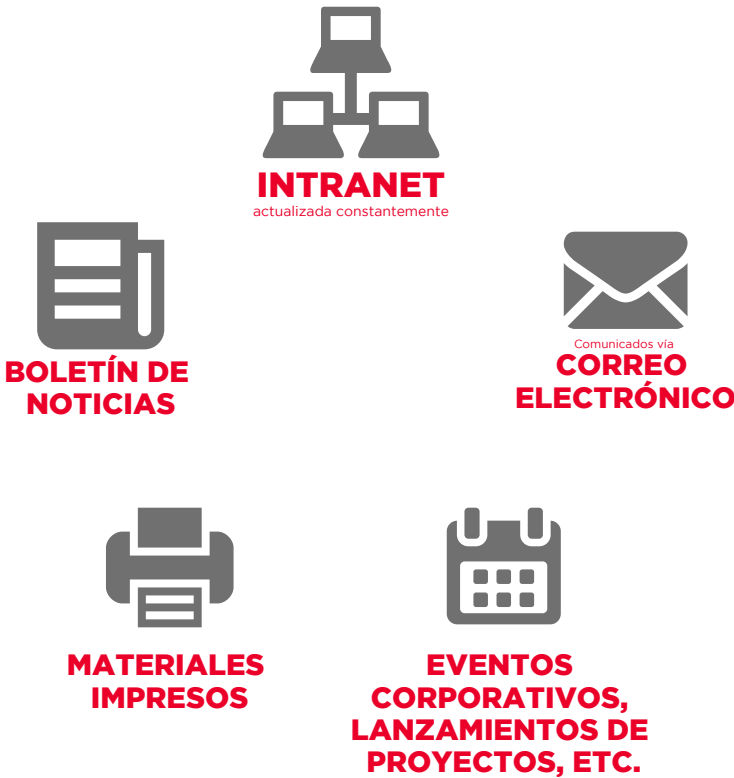 INTRANET
actualizada constantemente
BOLETÍN DE
NOTICIAS
Comunicados vía
CORREO
ELECTRÓNICO
MATERIALES
IMPRESOS
EVENTOS
CORPORATIVOS,
LANZAMIENTOS DE
PROYECTOS, ETC.